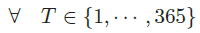 ∀ T ∈ {1, ⋯ , 365}